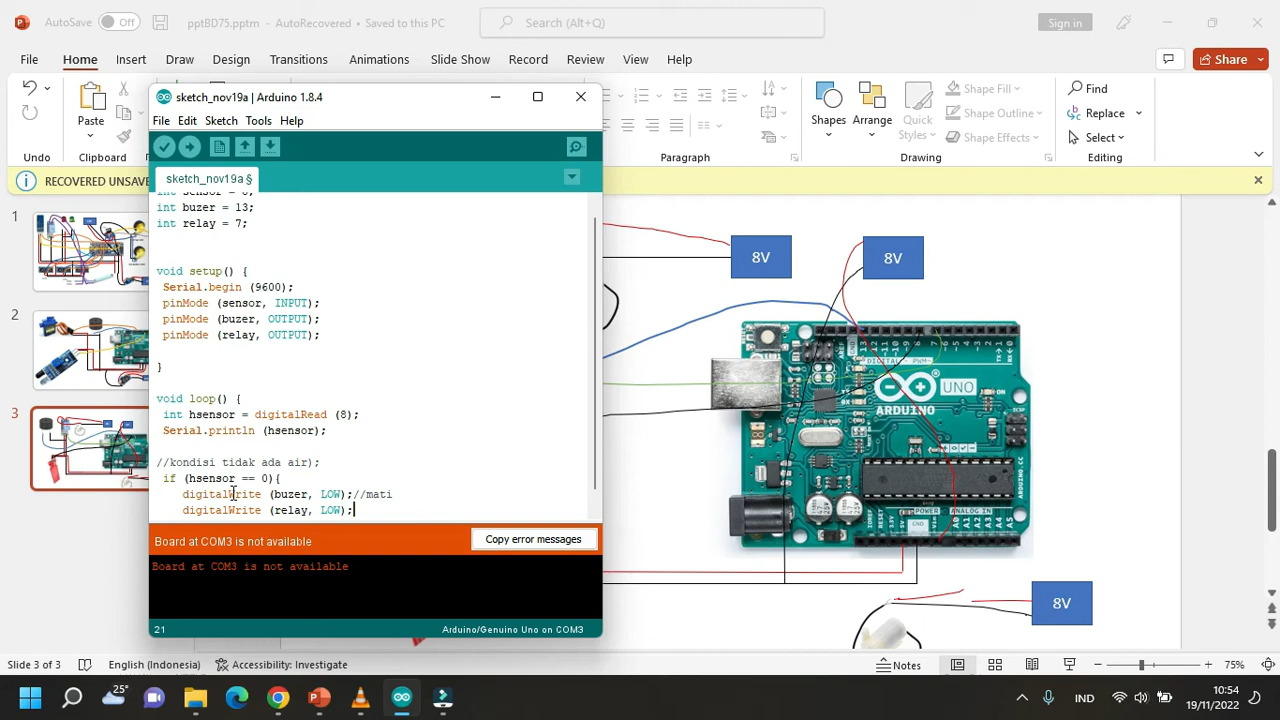 AutoSave Off pptBD75.pptm - AutoRecovered • Saved to this PC Search (Alt+Q) Sign in
File Home Insert Draw Design Transitions Animations Slide Show Record Review View Help Share
Paste
Undo Clipboard
Shapes Arrange Quick Styles
Shape Fill
Shape Outline
Shape Effects
Find
Replace
Select
Paragraph Drawing Editing
RECOVERED UNSAVE
1
2
3
sketch_nov19a | Arduino 1.8.4
File Edit Sketch Tools Help
sketch_nov19a §
int buzer = 13;
int relay = 7;
void setup() {
Serial.begin (9600);
pinMode (sensor, INPUT);
pinMode (buzer, OUTPUT);
pinMode (relay, OUTPUT);
}
void loop() {
int hsensor = digitalRead (8);
Serial.println (hsensor);
//kondisi tidak ada air);
if (hsensor == 0){
digitalWrite (buzer, LOW);//mati
digitalWrite (relay, LOW);
Board at COM3 is not available Copy error messages
Board at COM3 is not available
21 Arduino/Genuino Uno on COM3
8V
8V
UNO
ARDUINO
ON
8V
Slide 3 of 3 English (Indonesia) Accessibility: Investigate Notes 75%
25° IND 10:54
19/11/2022